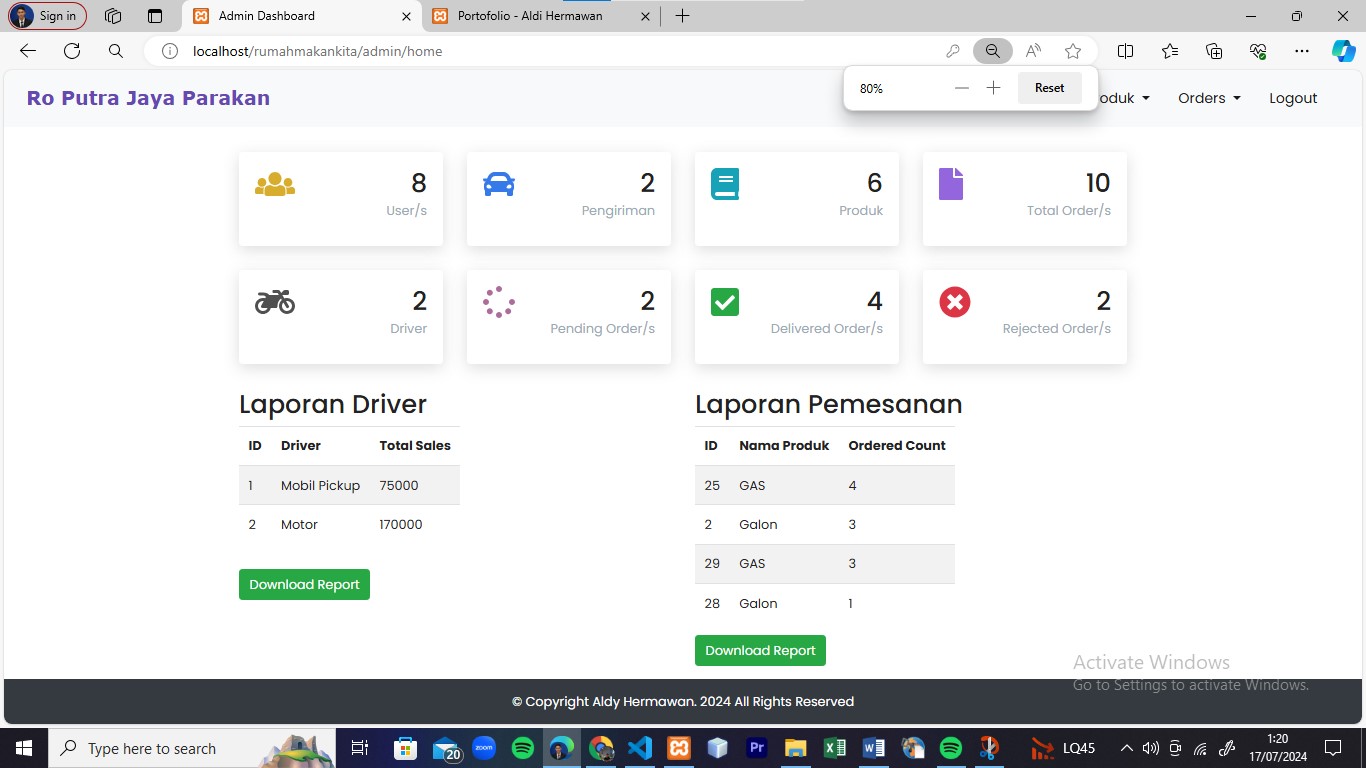 Sign in
Admin Dashboard
Portofolio - Aldi Hermawan
localhost/rumahmakankita/admin/home
80%
Reset
Ro Putra Jaya Parakan
oduk
Orders
Logout
8
User/s
2
Pengiriman
6
Produk
10
Total Order/s
2
Driver
2
Pending Order/s
4
Delivered Order/s
2
Rejected Order/s
Laporan Driver
ID Driver Total Sales
1 Mobil Pickup 75000
2 Motor 170000
Download Report
Laporan Pemesanan
ID Nama Produk Ordered Count
25 GAS 4
2 Galon 3
29 GAS 3
28 Galon 1
Download Report
Activate Windows
Go to Settings to activate Windows.
© Copyright Aldy Hermawan. 2024 All Rights Reserved
Type here to search
20
zoom
Pr
LQ45
1:20
17/07/2024